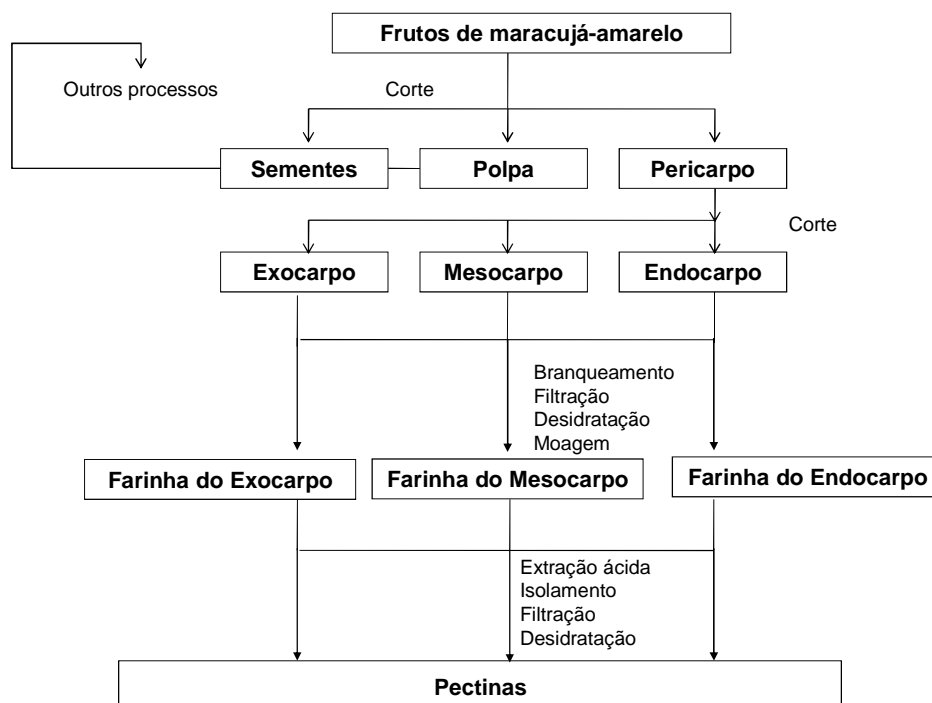 Frutos de maracujá-amarelo
Outros processos
Corte
Sementes
Polpa
Pericarpo
Corte
Exocarpo
Mesocarpo
Endocarpo
Branqueamento
Filtração
Desidratação
Moagem
Farinha do Exocarpo
Farinha do Mesocarpo
Farinha do Endocarpo
Extração ácida
Isolamento
Filtração
Desidratação
Pectinas